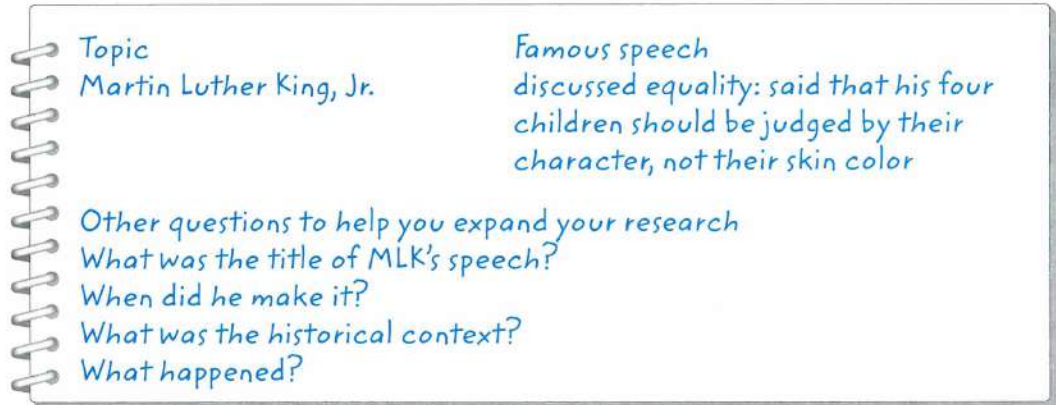 Topic
Martin Luther King, Jr.
Famous speech
discussed equality: said that his four
children should be judged by their
character, not their skin color
Other questions to help you expand your research
What was the title of MLK's speech?
When did he make it?
What was the historical context?
What happened?